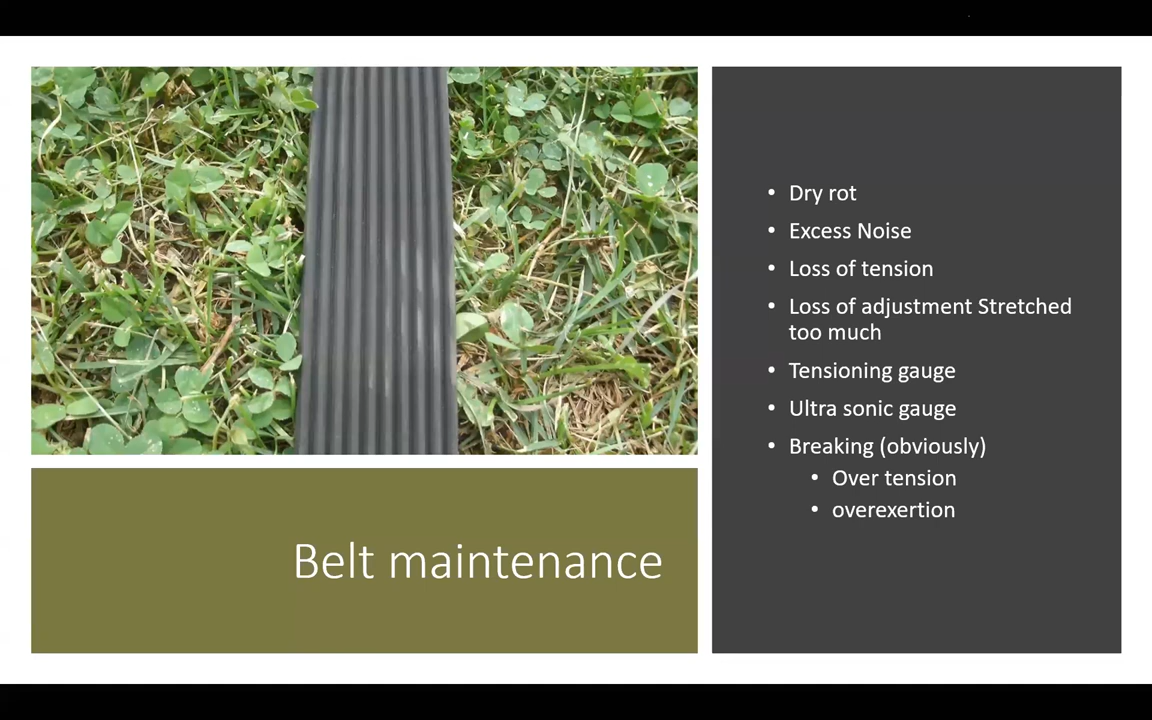 Dry rot
Excess Noise
Loss of tension
Loss of adjustment Stretched
too much
Tensioning gauge
Ultra sonic gauge
Breaking (obviously)
Over tension
overexertion
Belt maintenance